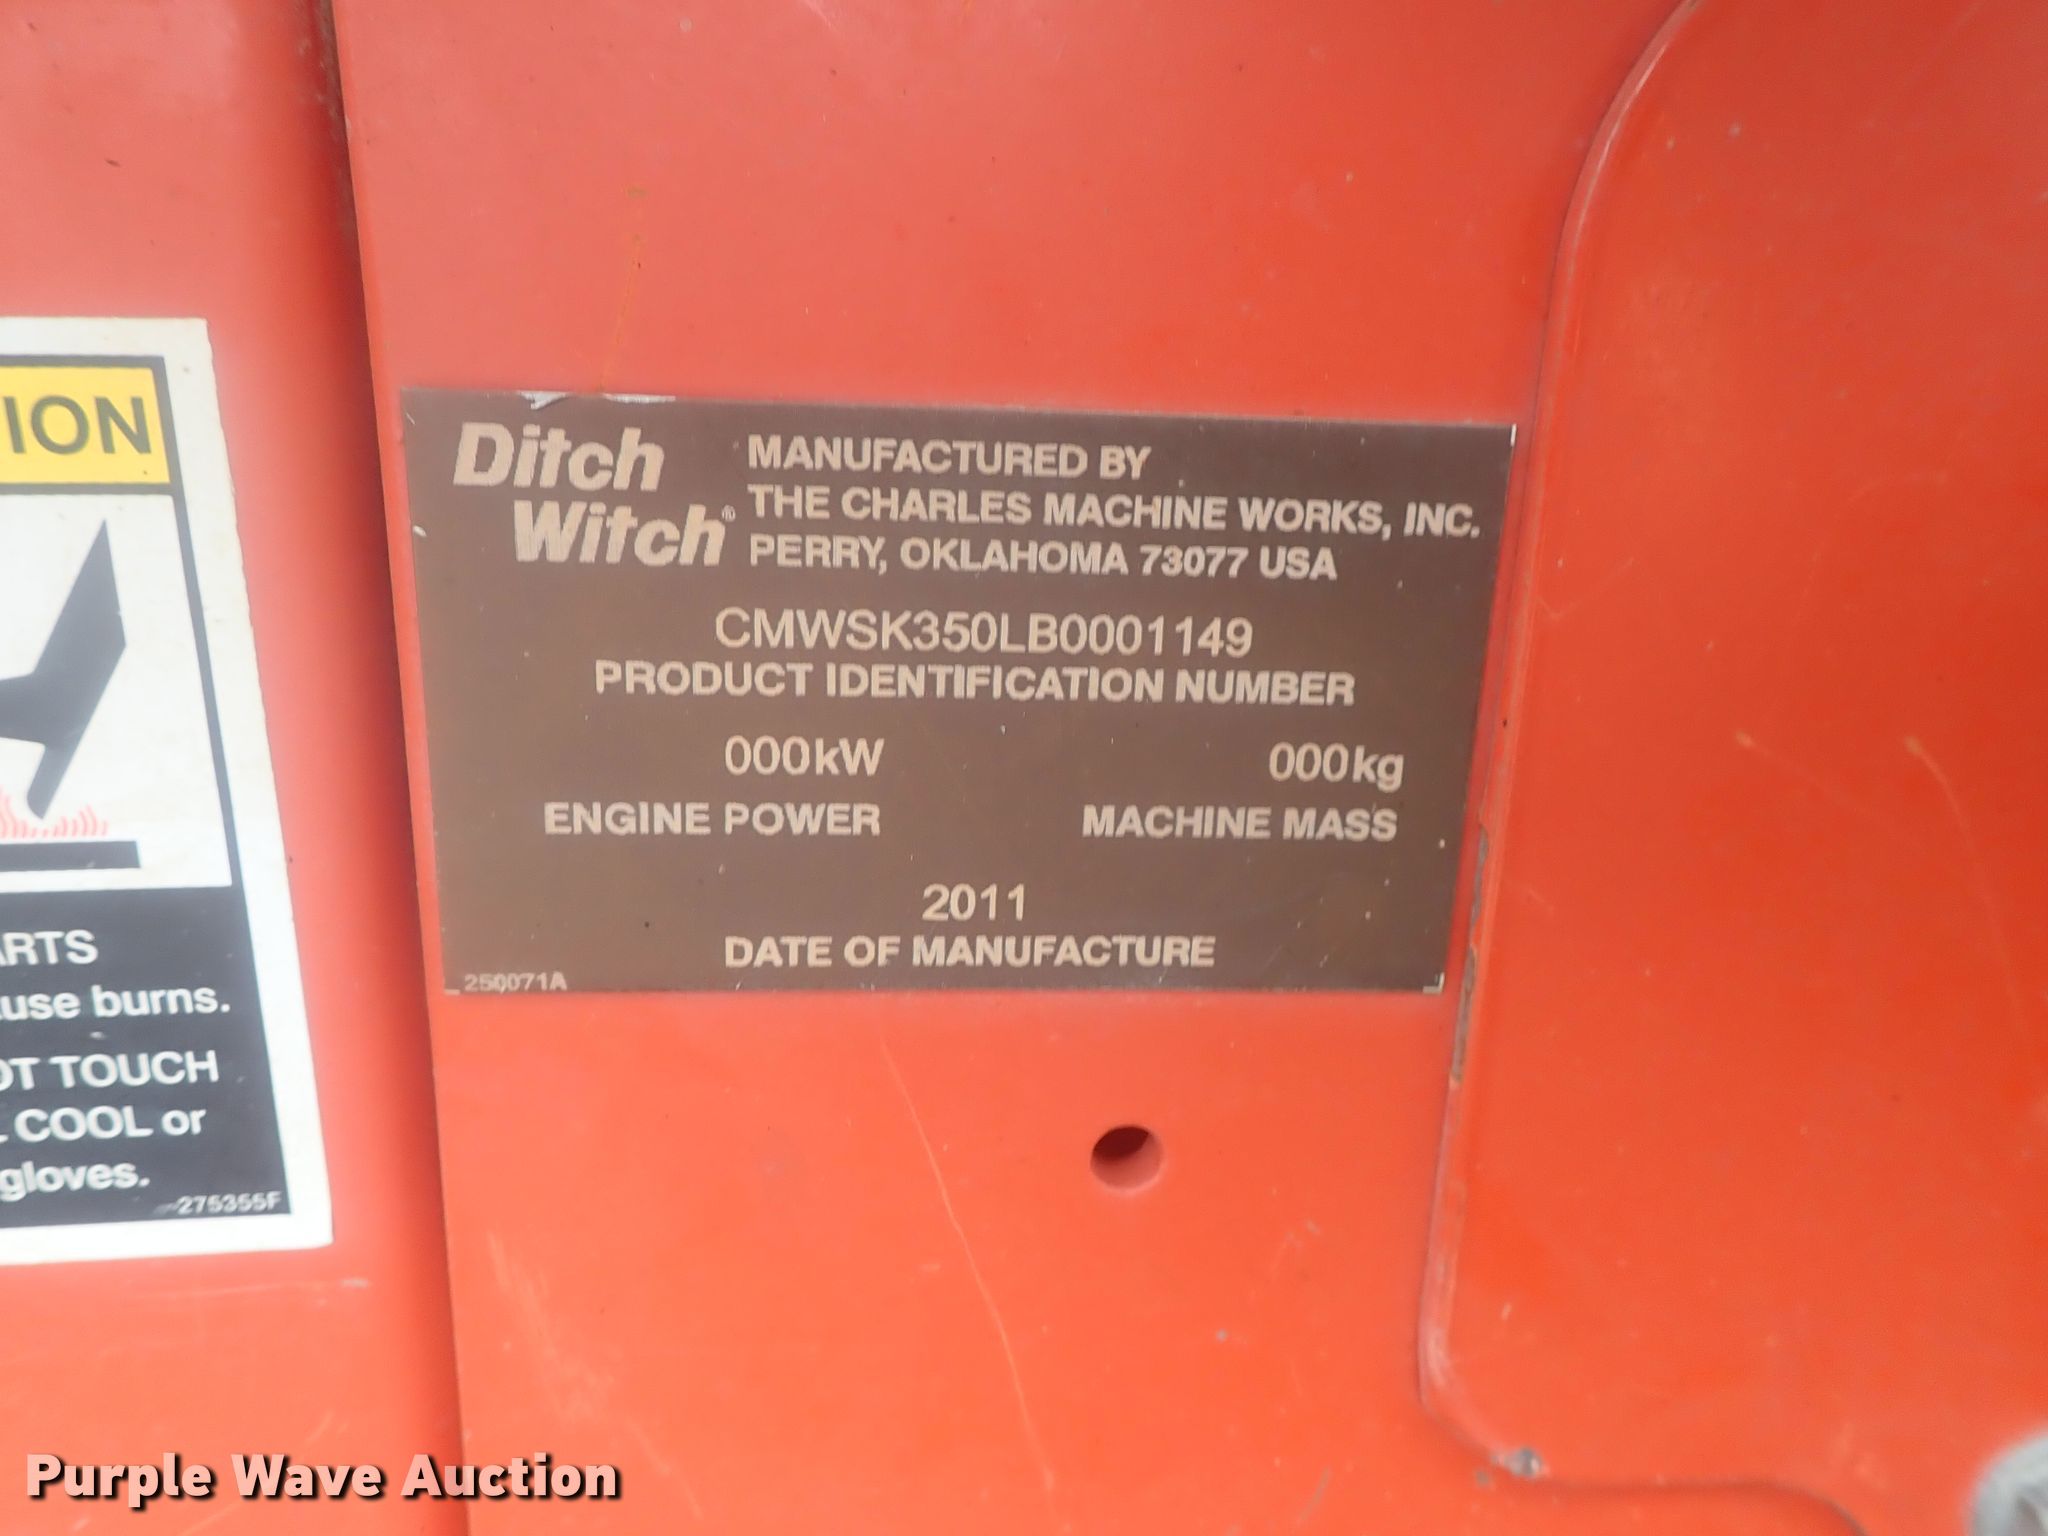 ION
ARTS
use burns.
OT TOUCH
L COOL or
gloves.
275355F
Ditch
Witch®
MANUFACTURED BY
THE CHARLES MACHINE WORKS, INC.
PERRY, OKLAHOMA 73077 USA
CMWSK350LB0001149
PRODUCT IDENTIFICATION NUMBER
000kW 000kg
ENGINE POWER MACHINE MASS
2011
DATE OF MANUFACTURE
250071A
Purple Wave Auction